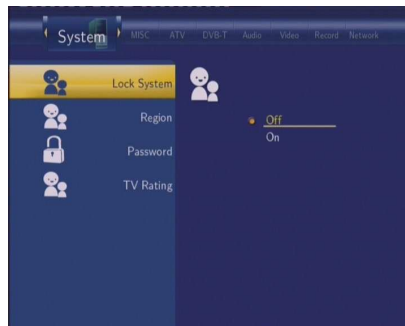 System MISC ATV DVB-T Audio Video Record Network
Lock System
Region
Password
TV Rating
Off
On